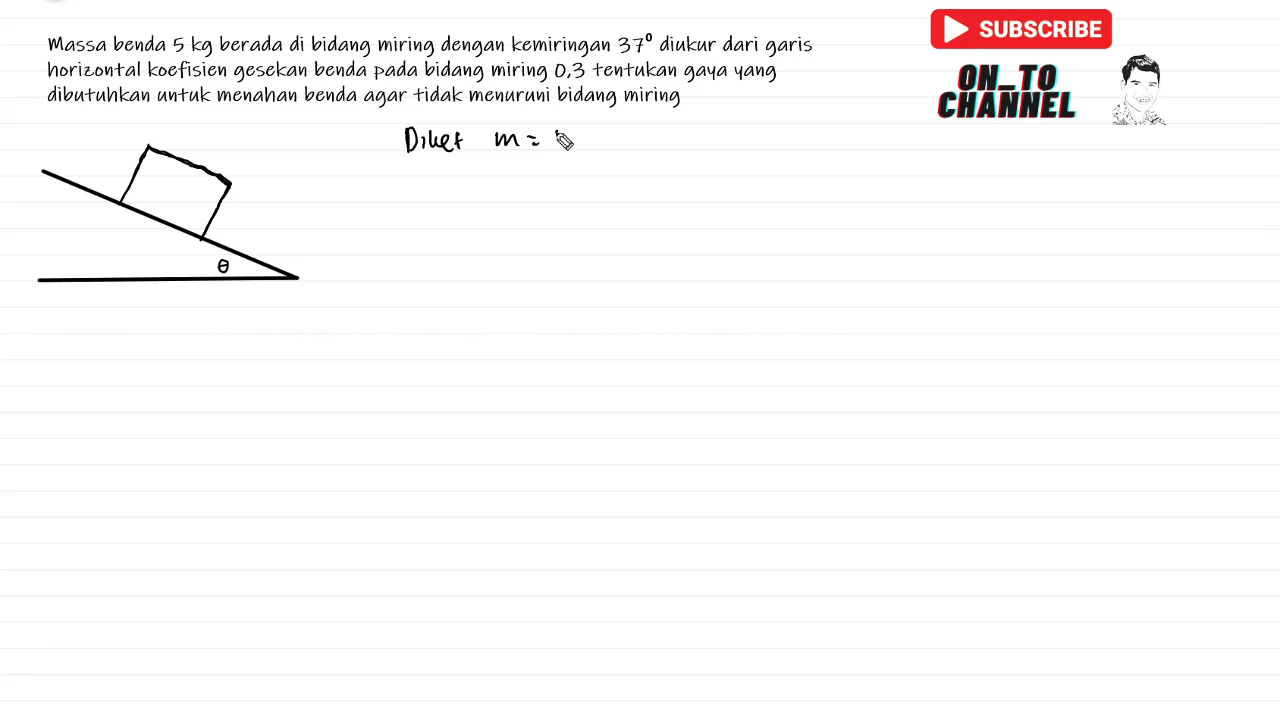 Massa benda 5 kg berada di bidang miring dengan kemiringan 37⁰ diukur dari garis
horizontal koefisien gesekan benda pada bidang miring 0,3 tentukan gaya yang
dibutuhkan untuk menahan benda agar tidak menuruni bidang miring
SUBSCRIBE
ON_TO
CHANNEL
Diket m =
θ